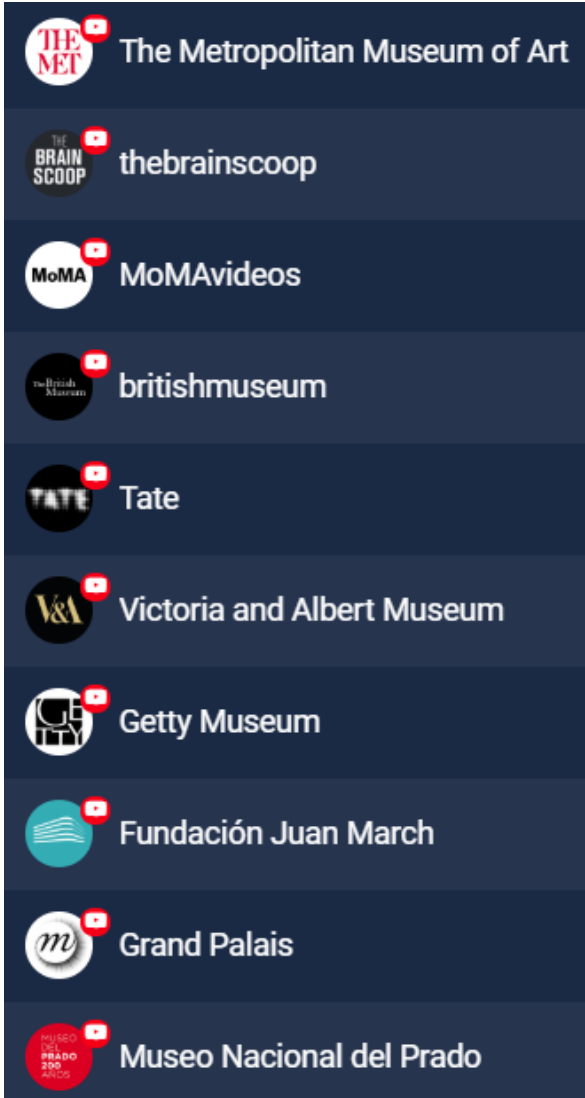 THE
MET
The Metropolitan Museum of Art
THE
BRAIN
SCOOP
thebrainscoop
MoMA
MoMAvideos
The British
Museum
britishmuseum
TATE
Tate
V&A
Victoria and Albert Museum
GETTY
Getty Museum
Fundación Juan March
m
Grand Palais
MUSEO
DEL
PRADO
200
AÑOS
Museo Nacional del Prado